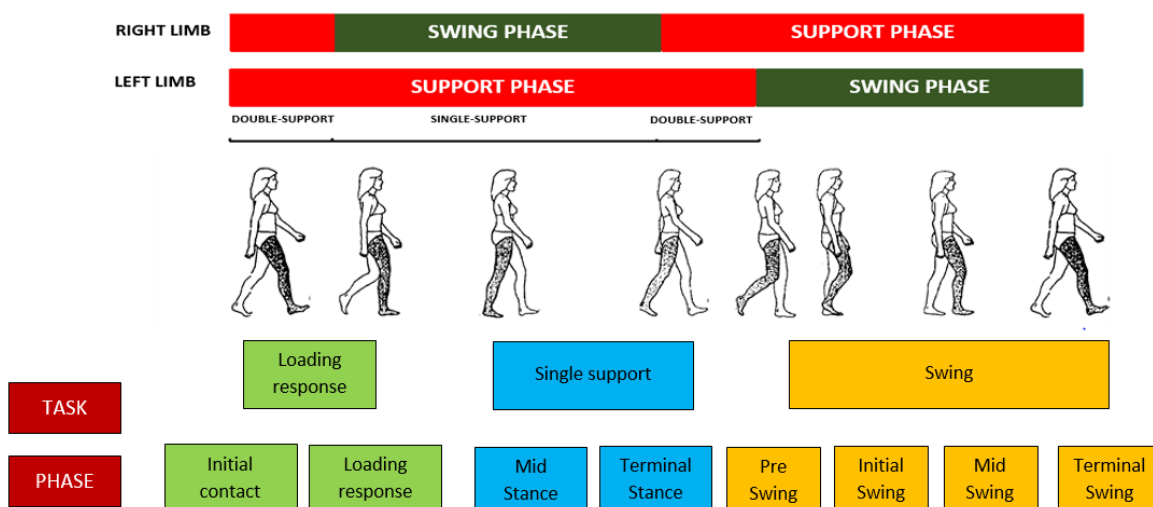 RIGHT LIMB
SWING PHASE
SUPPORT PHASE
LEFT LIMB
SUPPORT PHASE
SWING PHASE
DOUBLE-SUPPORT
SINGLE-SUPPORT
DOUBLE-SUPPORT
TASK
Loading
response
Single support
Swing
PHASE
Initial
contact
Loading
response
Mid
Stance
Terminal
Stance
Pre
Swing
Initial
Swing
Mid
Swing
Terminal
Swing